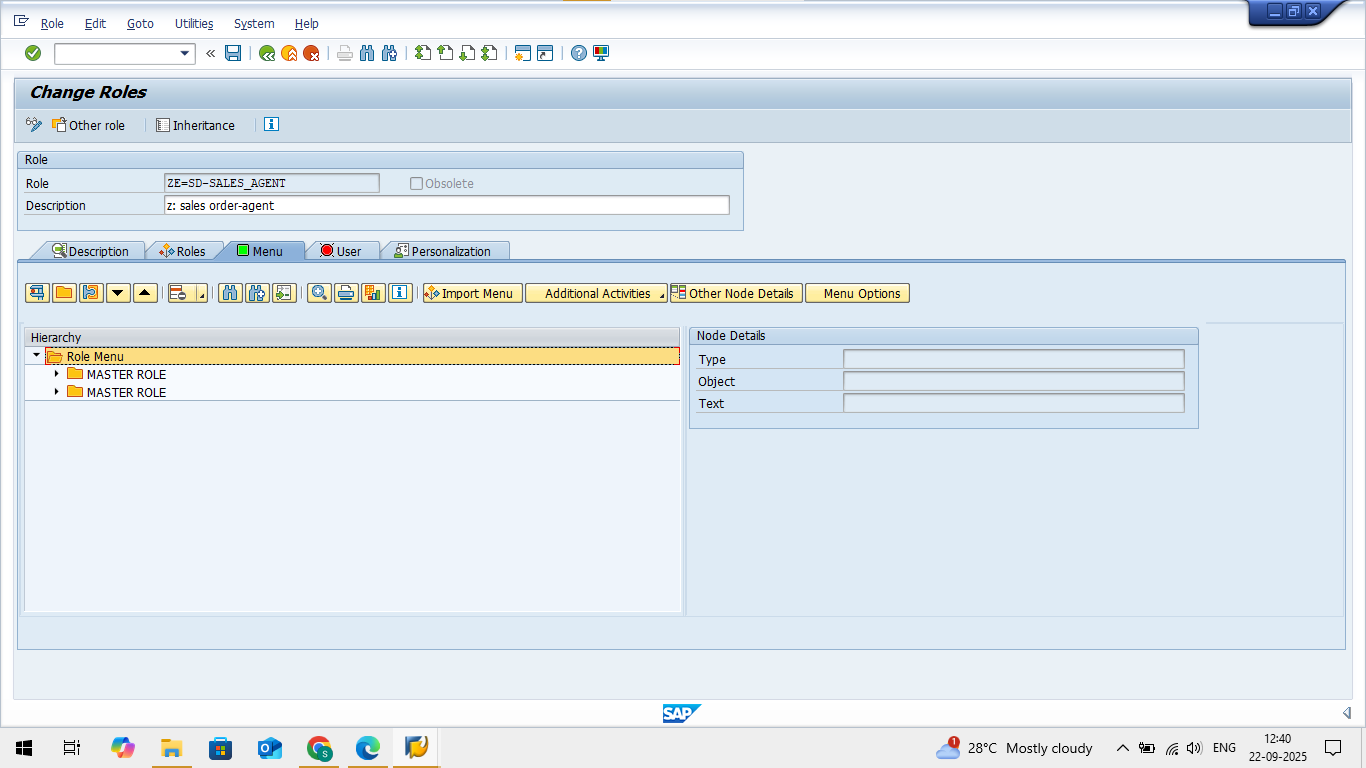 Role Edit Goto Utilities System Help
Change Roles
Other role Inheritance
Role
Role ZE=SD-SALES_AGENT Obsolete
Description z: sales order-agent
Description Roles Menu User Personalization
Import Menu Additional Activities Other Node Details Menu Options
Hierarchy
Role Menu
MASTER ROLE
MASTER ROLE
Node Details
Type
Object
Text
SAP
1 28°C Mostly cloudy ENG 12:40
22-09-2025